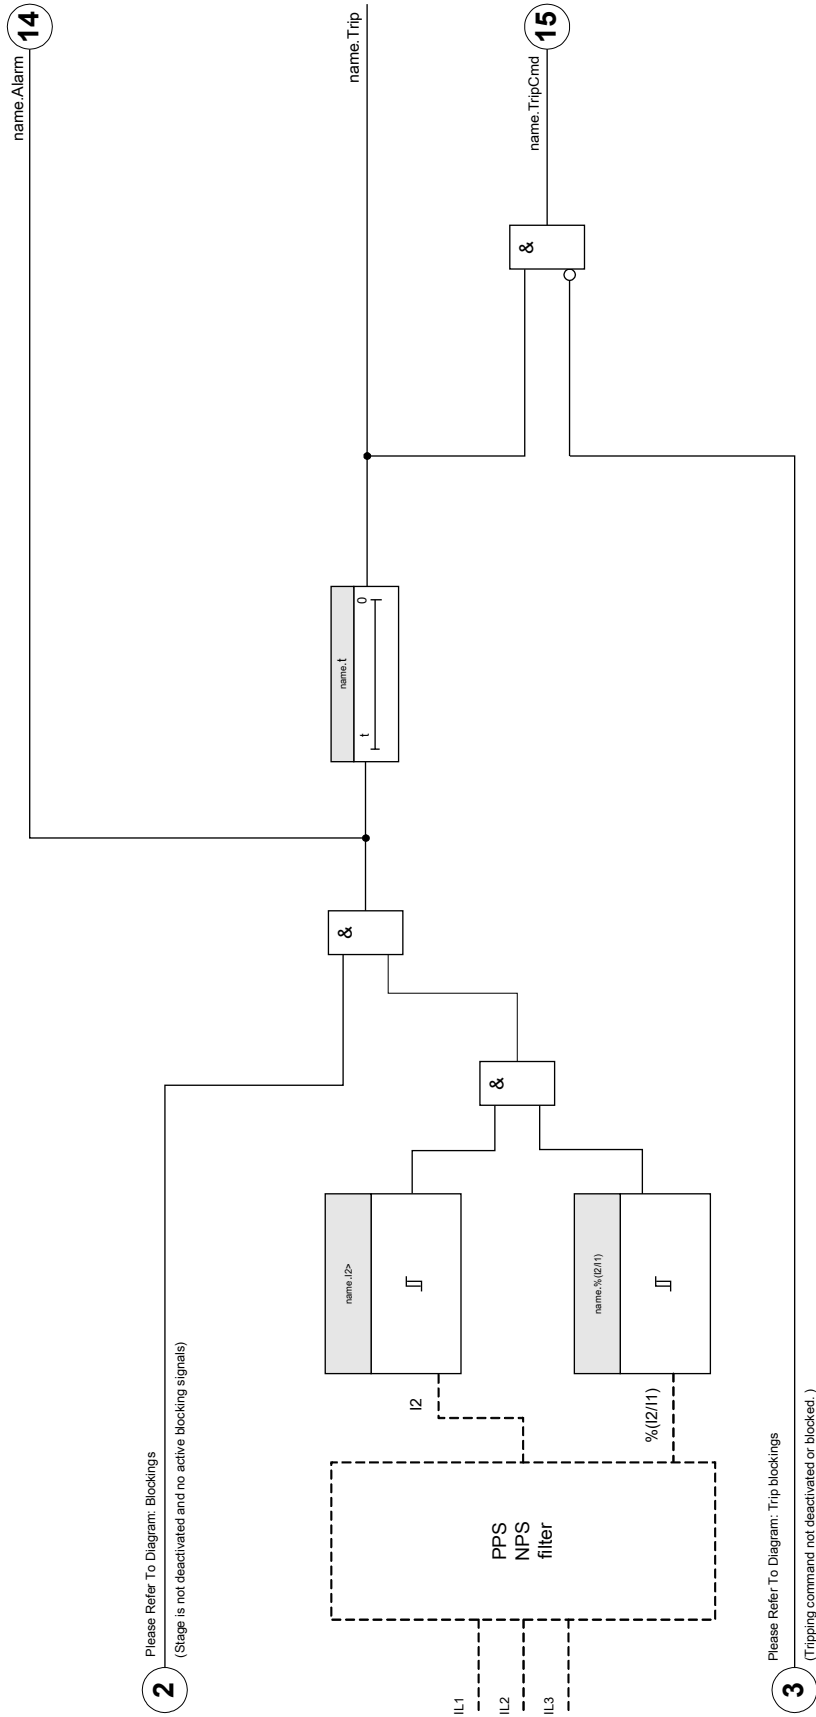 2
Please Refer To Diagram: Blockings
(Stage is not deactivated and no active blocking signals)
IL1
IL2
IL3
PPS
NPS
filter
I2
%(I2/I1)
name.I2>
name.%(I2/I1)
&
&
name.t
t
0
name.Alarm
14
name.Trip
&
name.TripCmd
15
3
Please Refer To Diagram: Trip blockings
(Tripping command not deactivated or blocked. )